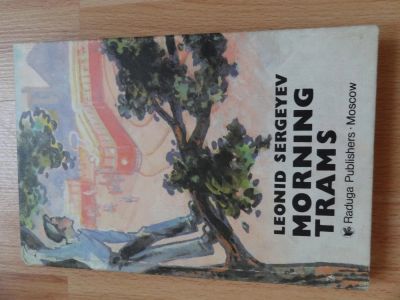 LEONID SERGEYEV
MORNING
TRAMS
Raduga Publishers · Moscow